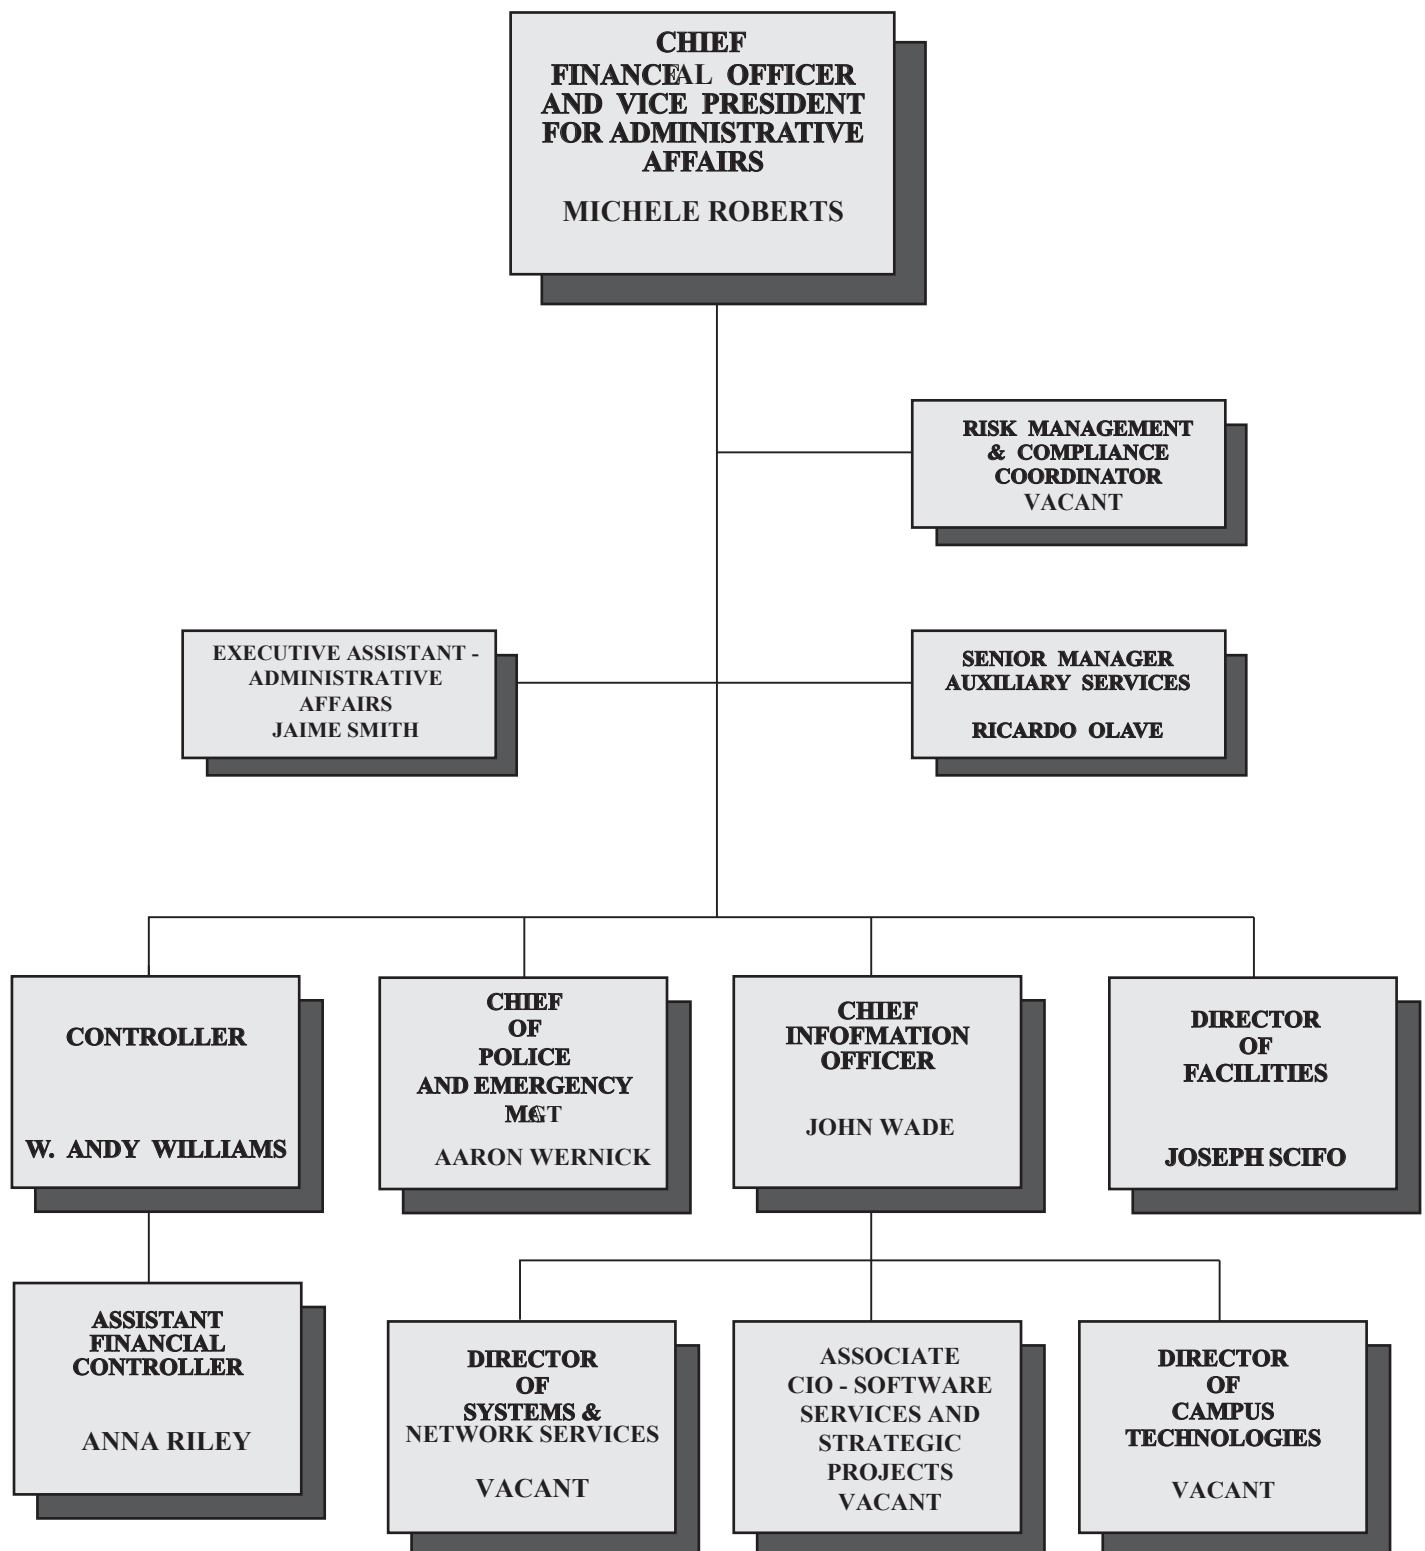 CHIEF
FINANCEAL OFFICER
AND VICE PRESIDENT
FOR ADMINISTRATIVE
AFFAIRS
MICHELE ROBERTS
RISK MANAGEMENT
& COMPLIANCE
COORDINATOR
VACANT
EXECUTIVE ASSISTANT -
ADMINISTRATIVE
AFFAIRS
JAIME SMITH
SENIOR MANAGER
AUXILIARY SERVICES
RICARDO OLAVE
CONTROLLER
W. ANDY WILLIAMS
CHIEF
OF
POLICE
AND EMERGENCY
MGT
AARON WERNICK
CHIEF
INFOFMATION
OFFICER
JOHN WADE
DIRECTOR
OF
FACILITIES
JOSEPH SCIFO
ASSISTANT
FINANCIAL
CONTROLLER
ANNA RILEY
DIRECTOR
OF
SYSTEMS &
NETWORK SERVICES
VACANT
ASSOCIATE
CIO - SOFTWARE
SERVICES AND
STRATEGIC
PROJECTS
VACANT
DIRECTOR
OF
CAMPUS
TECHNOLOGIES
VACANT